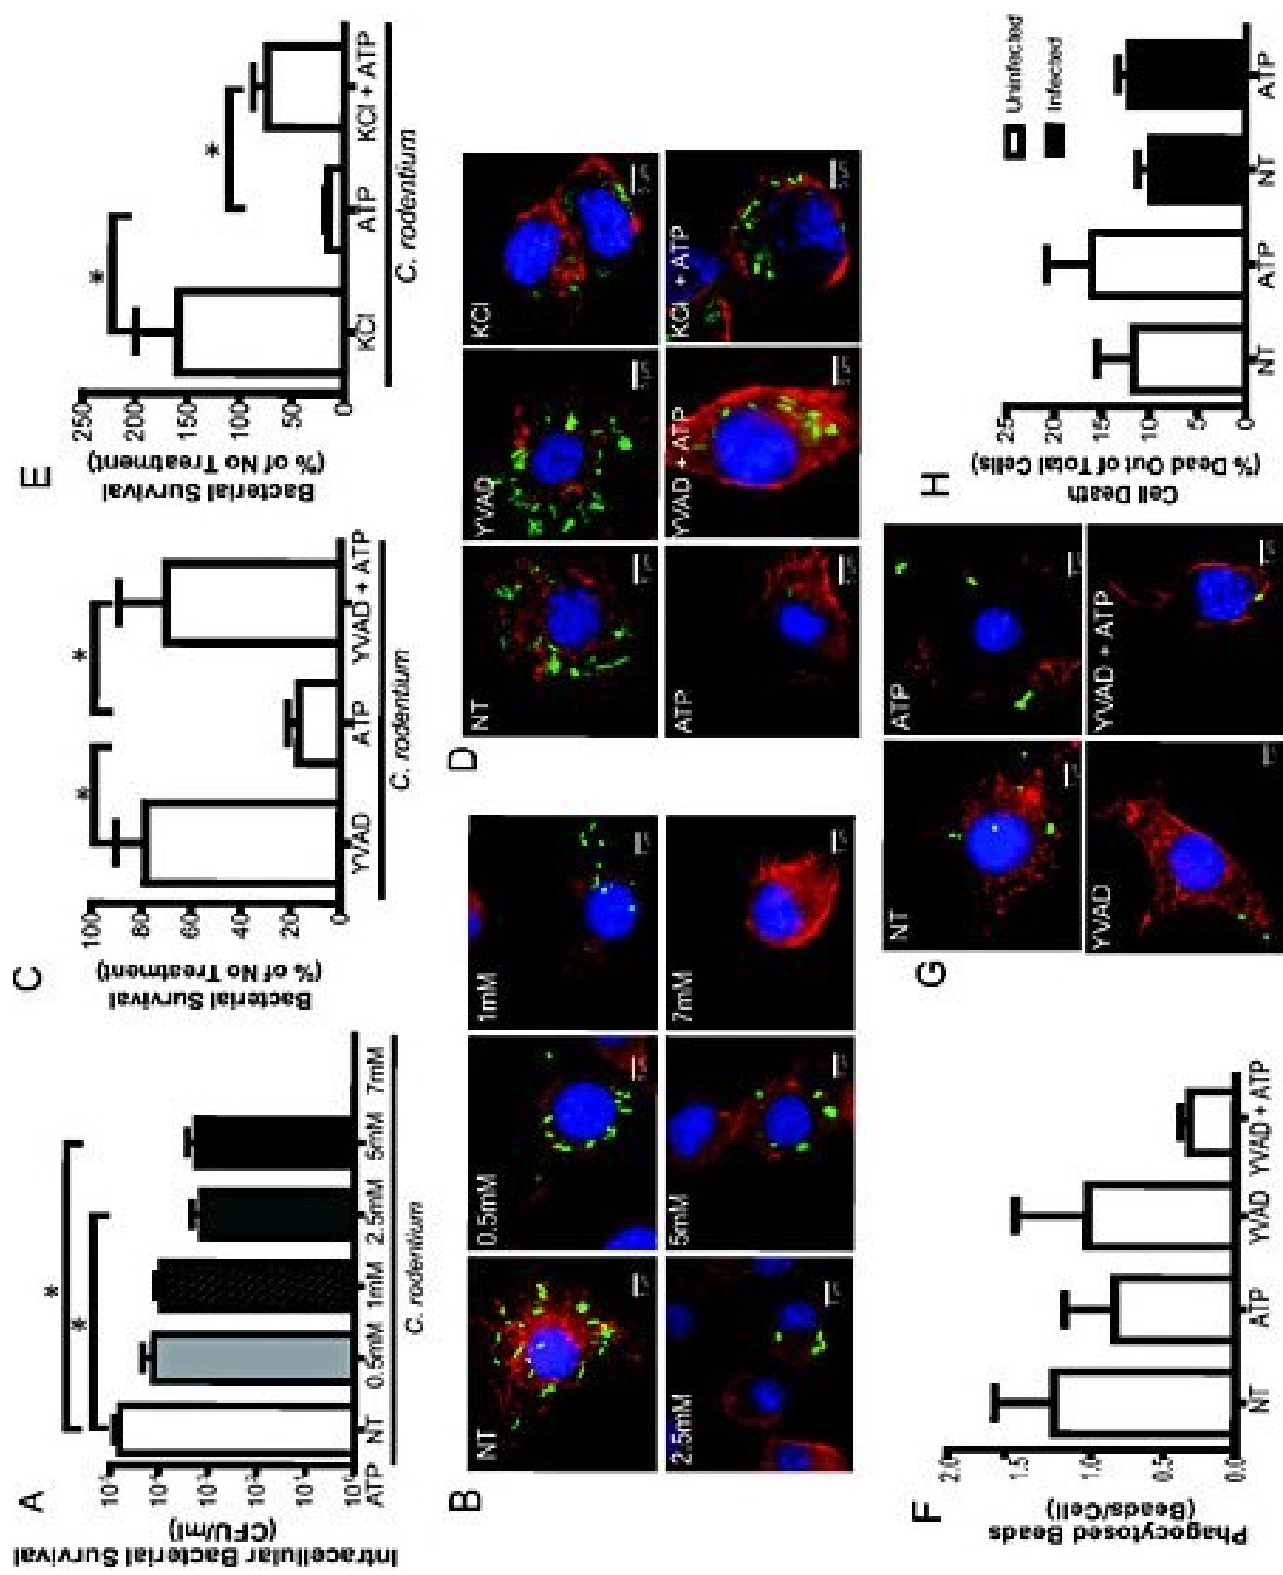 A
Intracellular Bacterial Survival
(CFU/ml)
ATP
NT
0.5mM
1mM
2.5mM
5mM
7mM
*
*
C. rodentium
C
Bacterial Survival
(% of No Treatment)
100
80
60
40
20
0
YVAD
ATP
YVAD + ATP
*
*
C. rodentium
E
Bacterial Survival
(% of No Treatment)
250
200
150
100
50
0
KCl
ATP
KCl + ATP
*
*
C. rodentium
B
NT
0.5mM
1mM
2.5mM
5mM
7mM
D
NT
YVAD
KCl
ATP
YVAD + ATP
KCl + ATP
F
Phagocytosed Beads
(Beads/Cell)
2.0
1.5
1.0
0.5
0.0
NT
ATP
YVAD
YVAD + ATP
G
NT
ATP
YVAD
YVAD + ATP
H
Cell Death
(% Dead Out of Total Cells)
25
20
15
10
5
0
NT
ATP
NT
ATP
Uninfected
Infected